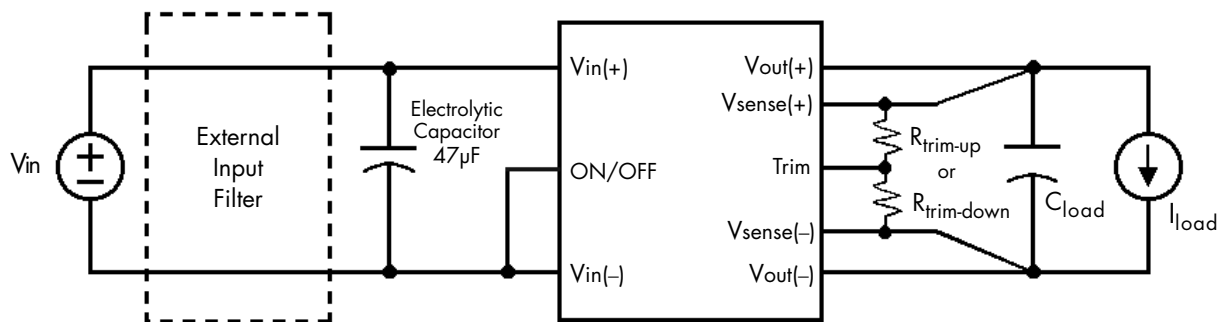 Vin
External
Input
Filter
Electrolytic
Capacitor
47µF
Vin(+)
ON/OFF
Vin(–)
Vout(+)
Vsense(+)
Trim
Vsense(–)
Vout(–)
Rtrim-up
or
Rtrim-down
Cload
Iload